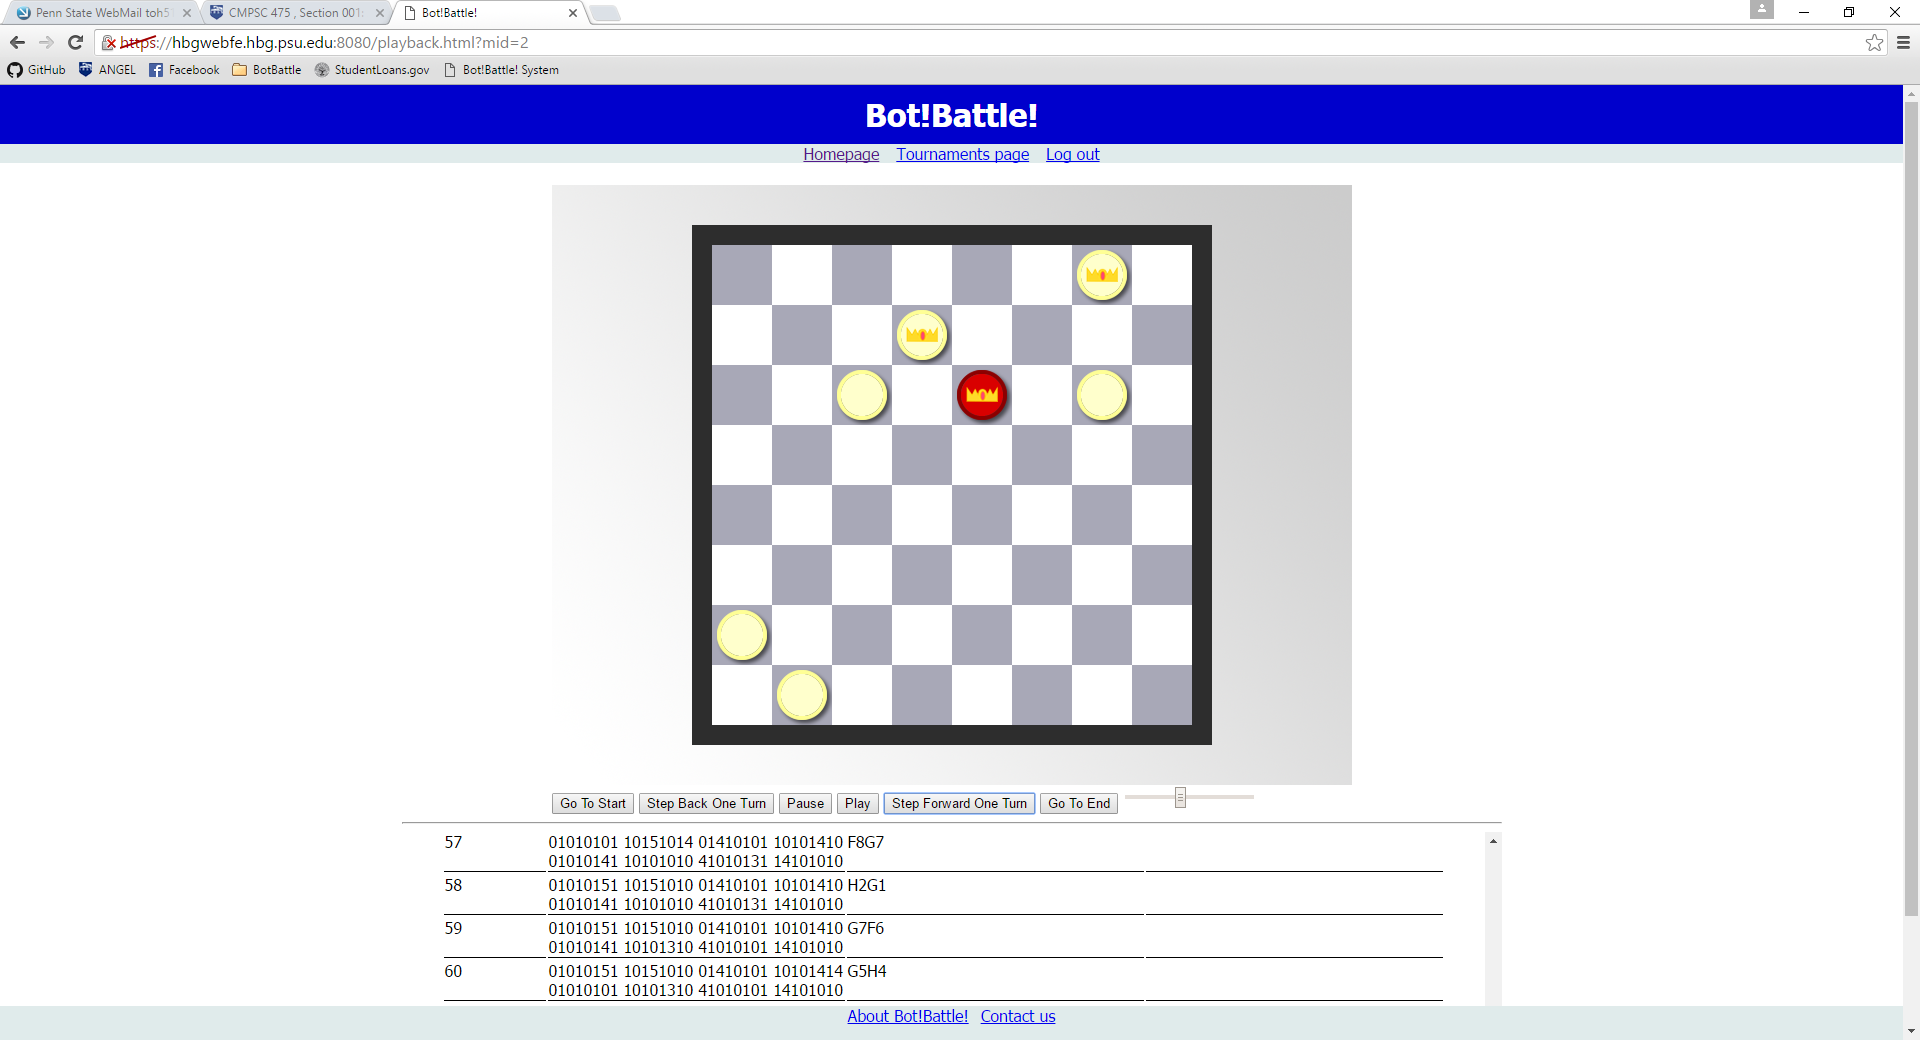 Penn State WebMail toh5
CMPSC 475 , Section 001:
Bot!Battle!
https://hbgwebfe.hbg.psu.edu:8080/playback.html?mid=2
GitHub ANGEL Facebook BotBattle StudentLoans.gov Bot!Battle! System
Bot!Battle!
Homepage Tournaments page Log out
Go To Start Step Back One Turn Pause Play Step Forward One Turn Go To End
57 01010101 10151014 01410101 10101410 F8G7
01010141 10101010 41010131 14101010
58 01010151 10151010 01410101 10101410 H2G1
01010141 10101010 41010131 14101010
59 01010151 10151010 01410101 10101410 G7F6
01010141 10101310 41010101 14101010
60 01010151 10151010 01410101 10101414 G5H4
01010101 10101310 41010101 14101010
About Bot!Battle! Contact us